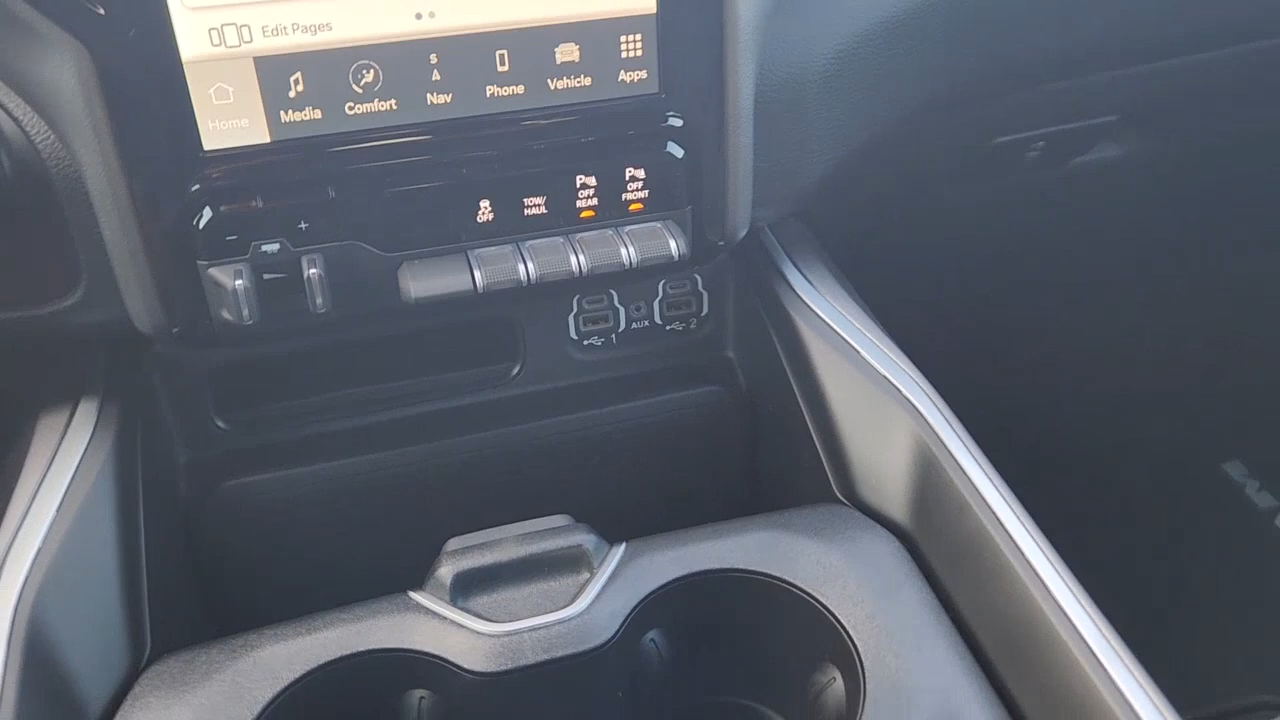 Edit Pages
Home
Media
Comfort
S
A
Nav
Phone
Vehicle
Apps
OFF
TOW/
HAUL
P
OFF
REAR
P
OFF
FRONT
− +
1
AUX
2